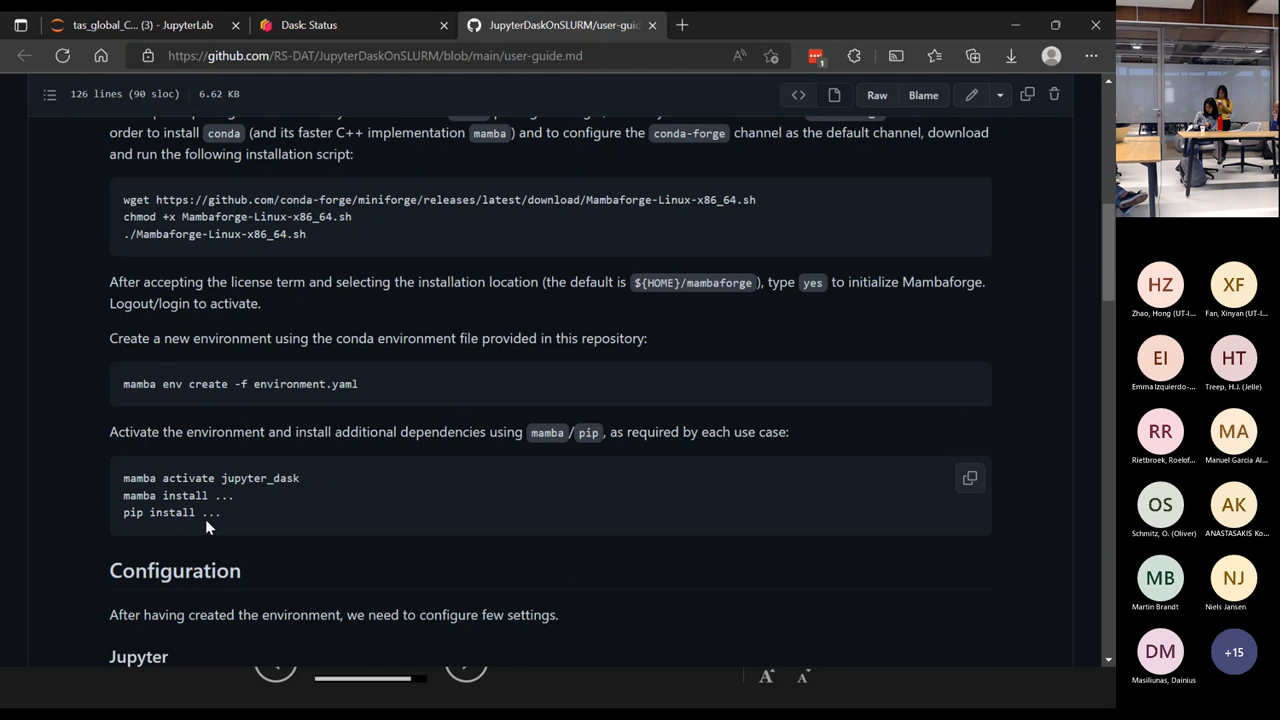 tas_global_C... (3) - JupyterLab
Dask: Status
JupyterDaskOnSLURM/user-guid
https://github.com/RS-DAT/JupyterDaskOnSLURM/blob/main/user-guide.md
1
126 lines (90 sloc) 6.62 KB
Raw
Blame
order to install conda (and its faster C++ implementation mamba) and to configure the conda-forge channel as the default channel, download
and run the following installation script:
wget https://github.com/conda-forge/miniforge/releases/latest/download/Mambaforge-Linux-x86_64.sh
chmod +x Mambaforge-Linux-x86_64.sh
./Mambaforge-Linux-x86_64.sh
After accepting the license term and selecting the installation location (the default is ${HOME}/mambaforge), type yes to initialize Mambaforge.
Logout/login to activate.
Create a new environment using the conda environment file provided in this repository:
mamba env create -f environment.yaml
Activate the environment and install additional dependencies using mamba/pip, as required by each use case:
mamba activate jupyter_dask
mamba install ...
pip install ...
Configuration
After having created the environment, we need to configure few settings.
Jupyter
A A
HZ
Zhao, Hong (UT-I...
XF
Fan, Xinyan (UT-I...
EI
Emma Izquierdo-...
HT
Treep, H.J. (Jelle)
RR
Rietbroek, Roelof...
MA
Manuel Garcia Al...
OS
Schmitz, O. (Oliver)
AK
ANASTASAKIS Ko...
MB
Martin Brandt
NJ
Niels Jansen
DM
Masiliunas, Dainius
+15